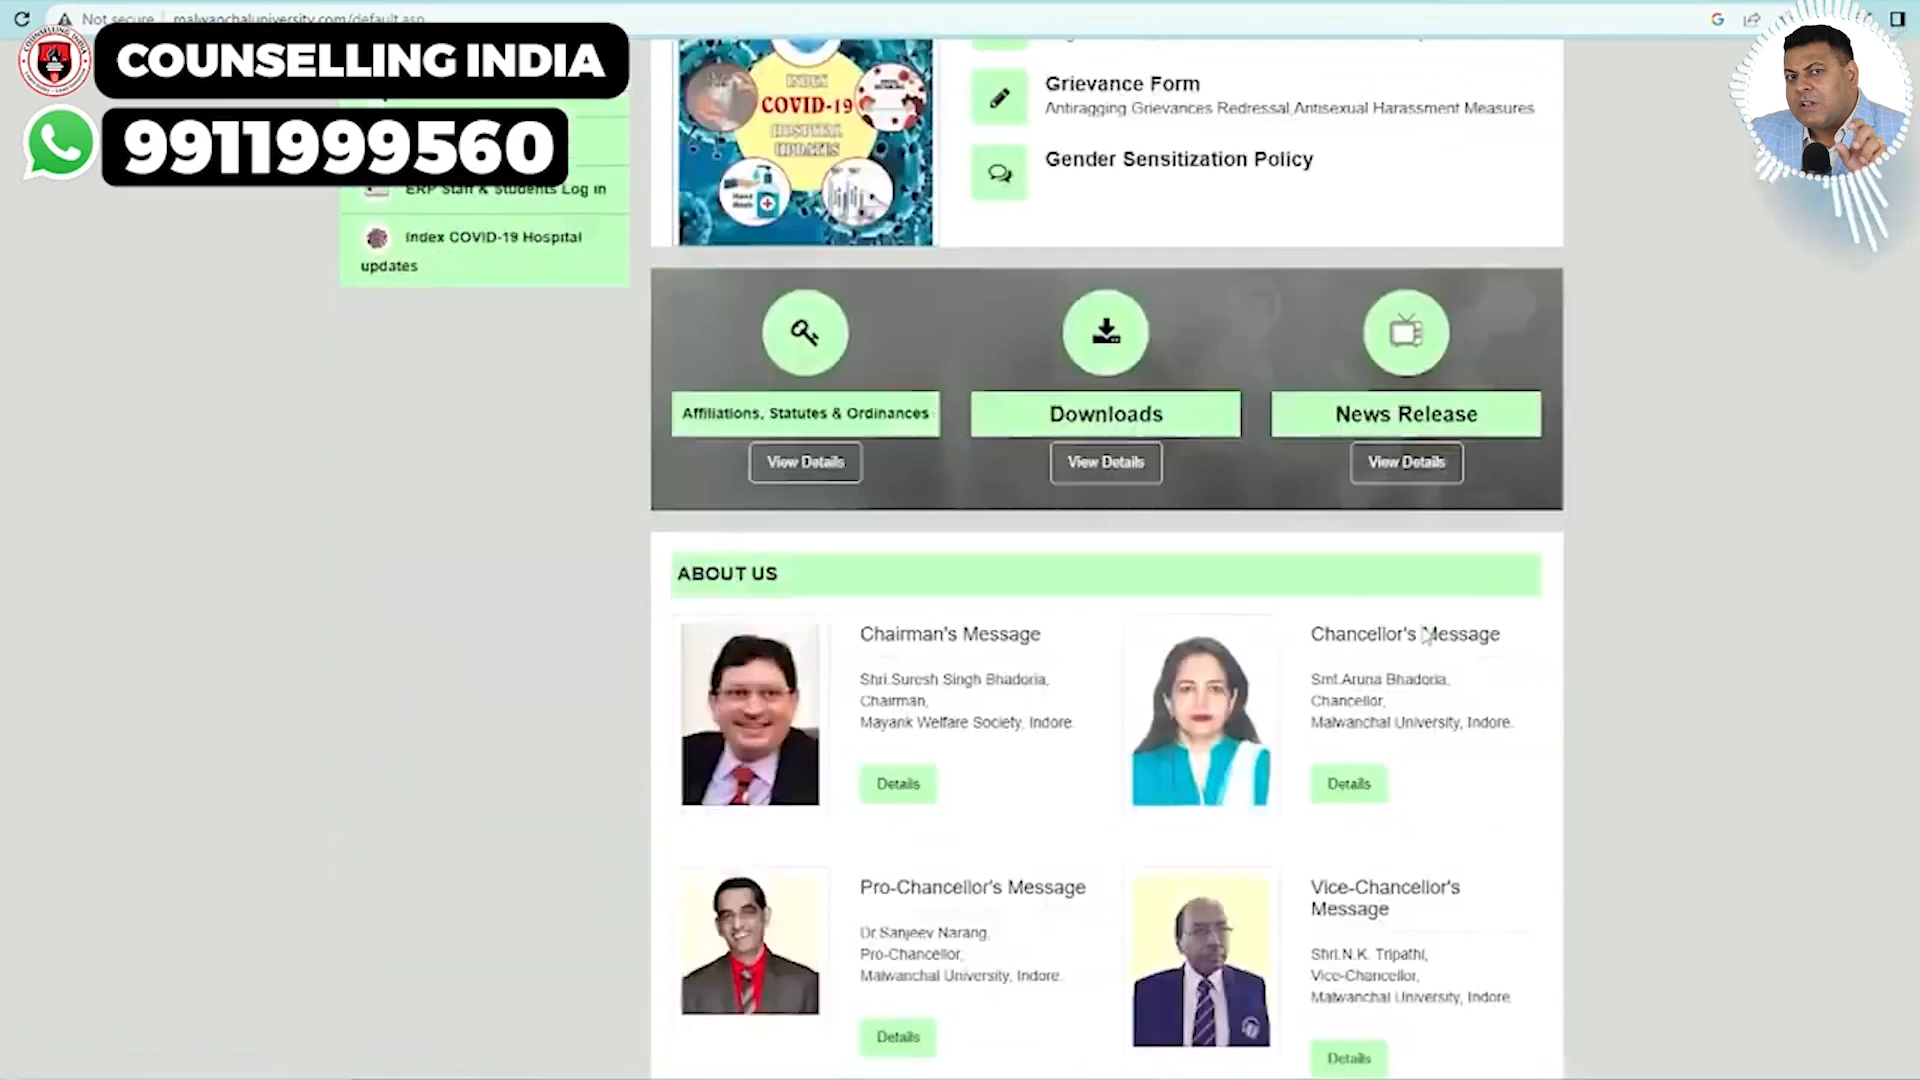 Not secure
malwanchaluniversity.com/default.asp
COUNSELLING INDIA
9911999560
ERP Staff & Students Log in
Index COVID-19 Hospital
updates
INDEX
COVID-19
HOSPITAL
UPDATES
Grievance Form
Antiragging Grievances Redressal,Antisexual Harassment Measures
Gender Sensitization Policy
Affiliations, Statutes & Ordinances
Downloads
News Release
View Details
View Details
View Details
ABOUT US
Chairman's Message
Shri.Suresh Singh Bhadoria,
Chairman,
Mayank Welfare Society, Indore.
Details
Chancellor's Message
Smt.Aruna Bhadoria,
Chancellor,
Malwanchal University, Indore.
Details
Pro-Chancellor's Message
Dr.Sanjeev Narang,
Pro-Chancellor,
Malwanchal University, Indore.
Details
Vice-Chancellor's
Message
Shri.N.K. Tripathi,
Vice-Chancellor,
Malwanchal University, Indore
Details